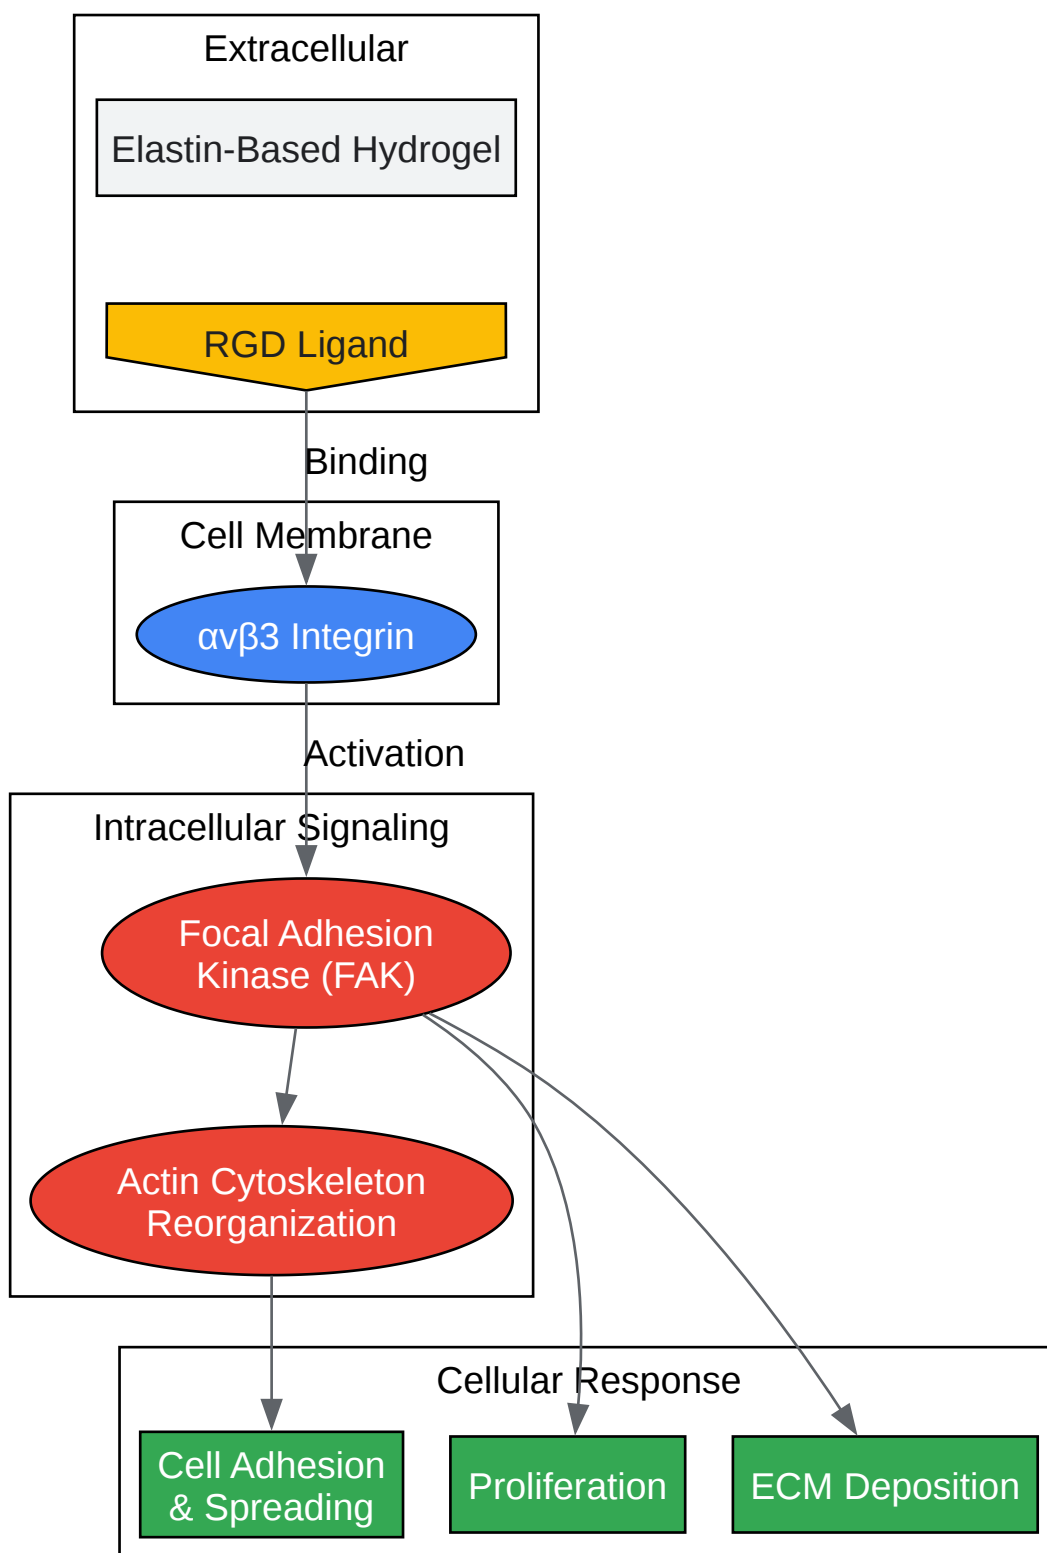 Extracellular
Elastin-Based Hydrogel
RGD Ligand
Binding
Cell Membrane
αvβ3 Integrin
Activation
Intracellular Signaling
Focal Adhesion
Kinase (FAK)
Actin Cytoskeleton
Reorganization
Cellular Response
Cell Adhesion
& Spreading
Proliferation
ECM Deposition